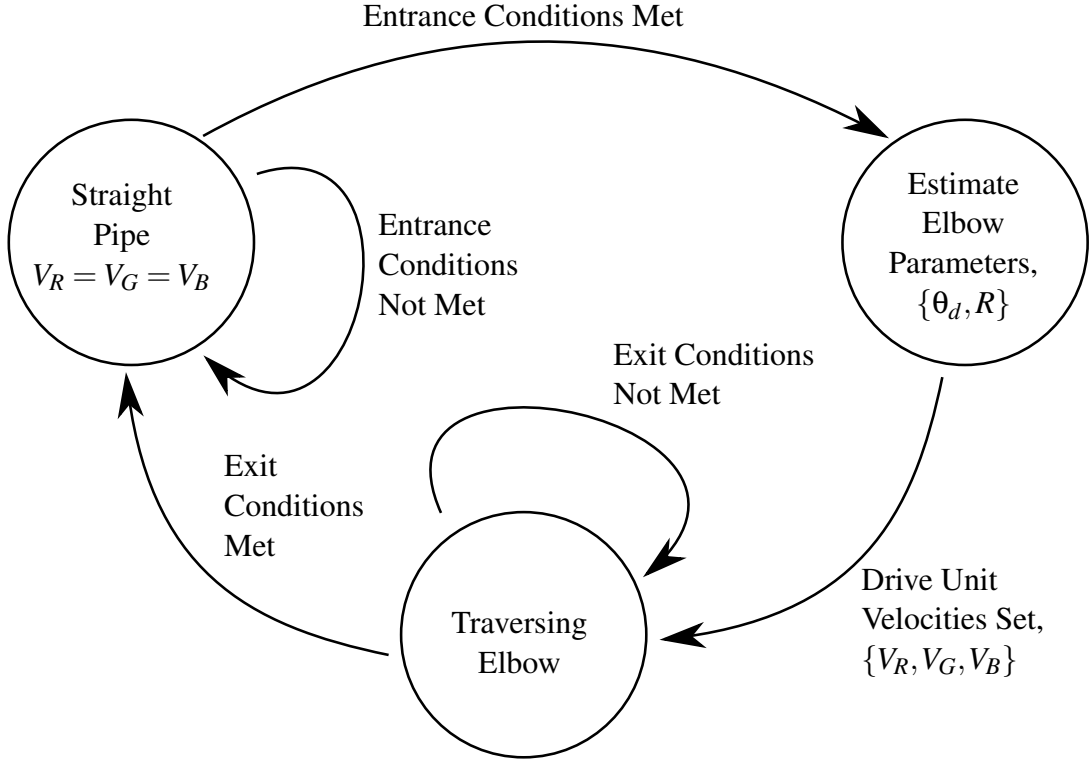 Entrance Conditions Met
Straight
Pipe
V_R = V_G = V_B
Entrance
Conditions
Not Met
Estimate
Elbow
Parameters,
{θ_d, R}
Exit Conditions
Not Met
Exit
Conditions
Met
Traversing
Elbow
Drive Unit
Velocities Set,
{V_R, V_G, V_B}